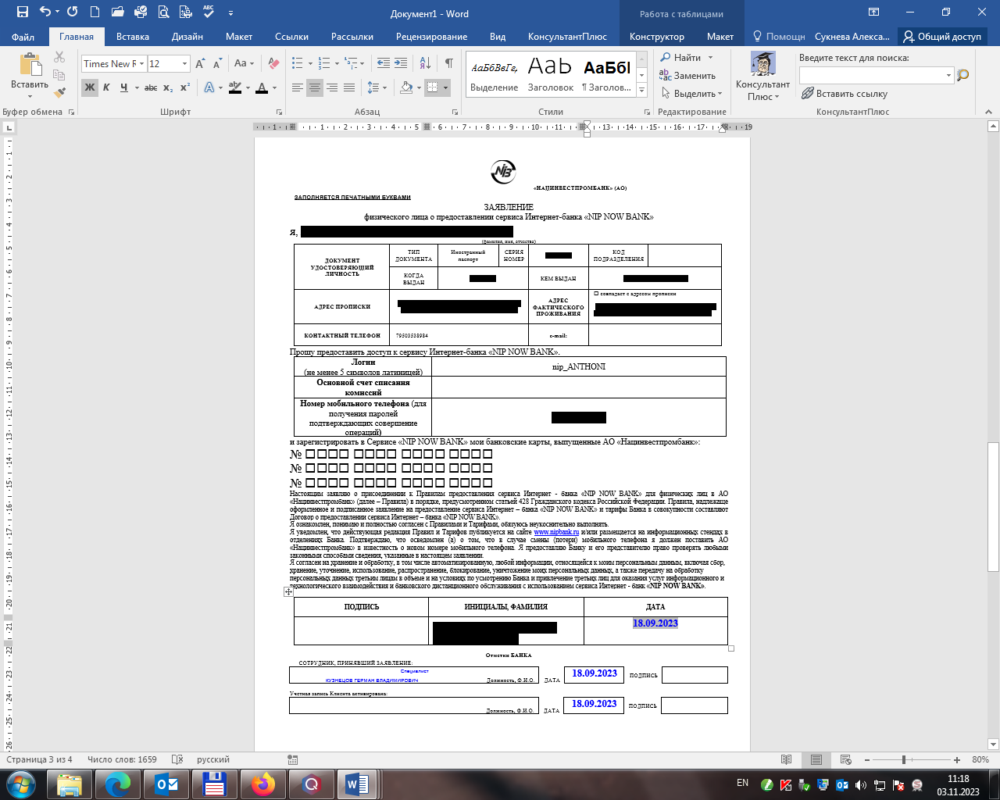 Документ1 - Word
Работа с таблицами
Файл
Главная
Вставка
Дизайн
Макет
Ссылки
Рассылки
Рецензирование
Вид
КонсультантПлюс
Конструктор
Макет
Помощн
Сукнева Алекса...
Общий доступ
Вставить
Буфер обмена
Times New R
12
Aa
Ж К Ч abc x₂ x²
Шрифт
Абзац
АаБбВвГг,
Выделение
АаБ
Заголовок
АаБбІ
¶ Заголов...
Стили
Найти
Заменить
Выделить
Редактирование
Консультант
Плюс
Введите текст для поиска:
Вставить ссылку
КонсультантПлюс
NIB
«НАЦИНВЕСТПРОМБАНК» (АО)
ЗАПОЛНЯЕТСЯ ПЕЧАТНЫМИ БУКВАМИ
ЗАЯВЛЕНИЕ
физического лица о предоставлении сервиса Интернет-банка «NIP NOW BANK»
Я,
(фамилия, имя, отчество)
ДОКУМЕНТ УДОСТОВЕРЯЮЩИЙ ЛИЧНОСТЬ
ТИП ДОКУМЕНТА
Иностранный паспорт
СЕРИЯ НОМЕР
КОД ПОДРАЗДЕЛЕНИЯ
КОГДА ВЫДАН
КЕМ ВЫДАН
АДРЕС ПРОПИСКИ
АДРЕС ФАКТИЧЕСКОГО ПРОЖИВАНИЯ
☐ совпадает с адресом прописки
КОНТАКТНЫЙ ТЕЛЕФОН
79503538984
e-mail:
Прошу предоставить доступ к сервису Интернет-банка «NIP NOW BANK».
Логин
(не менее 5 символов латиницей)
nip_ANTHONI
Основной счет списания
комиссий
Номер мобильного телефона (для
получения паролей
подтверждающих совершение
операций)
и зарегистрировать в Сервисе «NIP NOW BANK» мои банковские карты, выпущенные АО «Нацинвестпромбанк»:
№ ☐☐☐☐ ☐☐☐☐ ☐☐☐☐ ☐☐☐☐
№ ☐☐☐☐ ☐☐☐☐ ☐☐☐☐ ☐☐☐☐
№ ☐☐☐☐ ☐☐☐☐ ☐☐☐☐ ☐☐☐☐
Настоящим заявляю о присоединении к Правилам предоставления сервиса Интернет - банка «NIP NOW BANK» для физических лиц в АО
«Нацинвестпромбанк» (далее – Правила) в порядке, предусмотренном статьей 428 Гражданского кодекса Российской Федерации. Правила, надлежаще
оформленное и подписанное заявление на предоставление сервиса Интернет – банка «NIP NOW BANK» и тарифы Банка в совокупности составляют
Договор о предоставлении сервиса Интернет – банка «NIP NOW BANK».
Я ознакомлен, понимаю и полностью согласен с Правилами и Тарифами, обязуюсь неукоснительно выполнять.
Я уведомлен, что действующая редакция Правил и Тарифов публикуется на сайте www.nipbank.ru и/или размещается на информационных стендах в
отделениях Банка. Подтверждаю, что осведомлен (а) о том, что в случае смены (потери) мобильного телефона я должен поставить АО
«Нацинвестпромбанк» в известность о новом номере мобильного телефона. Я предоставляю Банку и его представителю право проверять любыми
законными способами сведения, указанные в настоящем заявлении.
Я согласен на хранение и обработку, в том числе автоматизированную, любой информации, относящейся к моим персональным данным, включая сбор,
хранение, уточнение, использование, распространение, блокирование, уничтожение моих персональных данных, а также передачу на обработку
персональных данных третьим лицам в объеме и на условиях по усмотрению Банка и привлечение третьих лиц для оказания услуг информационного и
технологического взаимодействия и банковского дистанционного обслуживания с использованием сервиса Интернет - банк «NIP NOW BANK».
ПОДПИСЬ
ИНИЦИАЛЫ, ФАМИЛИЯ
ДАТА
18.09.2023
Отметки БАНКА
СОТРУДНИК, ПРИНЯВШИЙ ЗАЯВЛЕНИЕ:
Специалист
КУЗНЕЦОВ ГЕРМАН ВЛАДИМИРОВИЧ
Должность, Ф.И.О.
ДАТА
18.09.2023
ПОДПИСЬ
Учетная запись Клиента активирована:
Должность, Ф.И.О.
ДАТА
18.09.2023
ПОДПИСЬ
Страница 3 из 4
Число слов: 1659
русский
80%
EN
11:18
03.11.2023